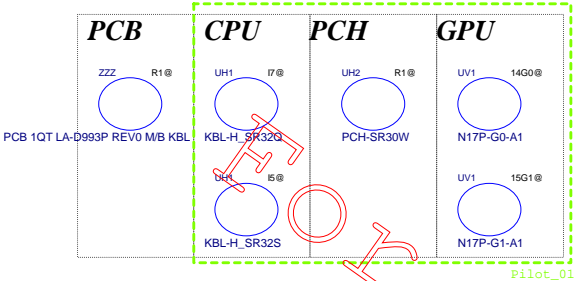 PCB CPU PCH GPU
ZZZ R1@ UH1 I7@ UH2 R1@ UV1 14G0@
PCB 1QT LA-D993P REV0 M/B KBL KBL-H_SR32Q PCH-SR30W N17P-G0-A1
UH1 I5@ UV1 15G1@
KBL-H_SR32S N17P-G1-A1
For
Pilot_01